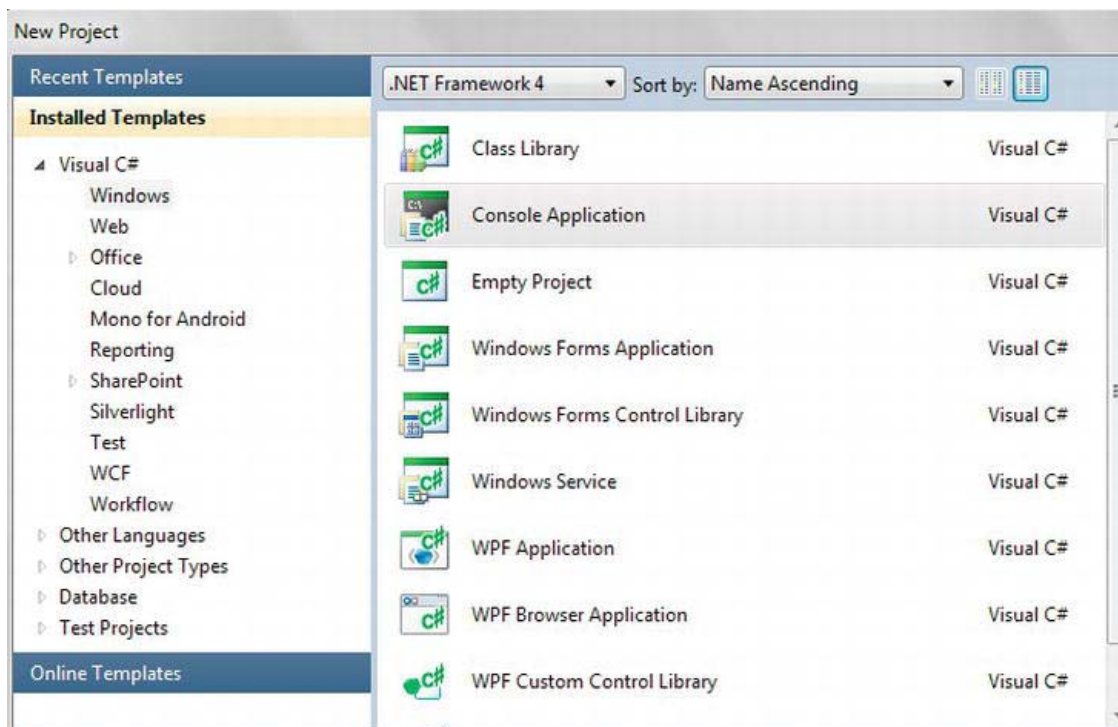 New Project
Recent Templates
Installed Templates
Visual C#
Windows
Web
Office
Cloud
Mono for Android
Reporting
SharePoint
Silverlight
Test
WCF
Workflow
Other Languages
Other Project Types
Database
Test Projects
Online Templates
.NET Framework 4 Sort by: Name Ascending
C# Class Library Visual C#
C:\ C# Console Application Visual C#
C# Empty Project Visual C#
C# Windows Forms Application Visual C#
C# Windows Forms Control Library Visual C#
C# Windows Service Visual C#
C# WPF Application Visual C#
C# WPF Browser Application Visual C#
C# WPF Custom Control Library Visual C#